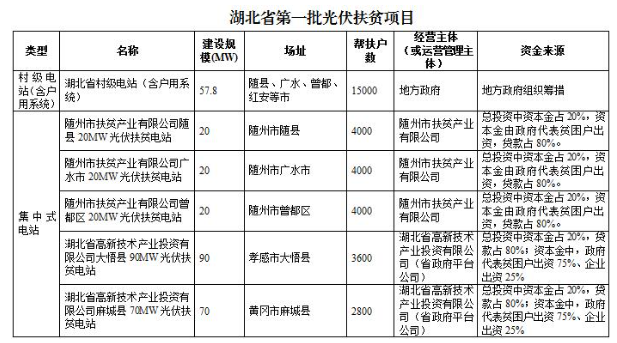 湖北省第一批光伏扶贫项目
类型 名称 建设规模(MW) 场址 帮扶户数 经营主体（或运营管理主体） 资金来源
村级电站(含户用系统) 湖北省村级电站（含户用系统） 57.8 随县、广水、曾都、红安等市 15000 地方政府 地方政府组织筹措
集中式电站
随州市扶贫产业有限公司随县 20MW 光伏扶贫电站 20 随州市随县 4000 随州市扶贫产业有限公司 总投资中资本金占 20%，资本金由政府代表贫困户出资，贷款占 80%。
随州市扶贫产业有限公司广水市 20MW 光伏扶贫电站 20 随州市广水市 4000 随州市扶贫产业有限公司 总投资中资本金占 20%，资本金由政府代表贫困户出资，贷款占 80%。
随州市扶贫产业有限公司曾都区 20MW 光伏扶贫电站 20 随州市曾都区 4000 随州市扶贫产业有限公司 总投资中资本金占 20%，资本金由政府代表贫困户出资，贷款占 80%。
湖北省高新技术产业投资有限公司大悟县 90MW 光伏扶贫电站 90 孝感市大悟县 3600 湖北省高新技术产业投资有限公司（省政府平台公司） 总投资中资本金占 20%，贷款占 80%；资本金中，政府代表贫困户出资 75%、企业出资 25%
湖北省高新技术产业投资有限公司麻城县 70MW 光伏扶贫电站 70 黄冈市麻城县 2800 湖北省高新技术产业投资有限公司（省政府平台公司） 总投资中资本金占 20%，贷款占 80%；资本金中，政府代表贫困户出资 75%、企业出资 25%